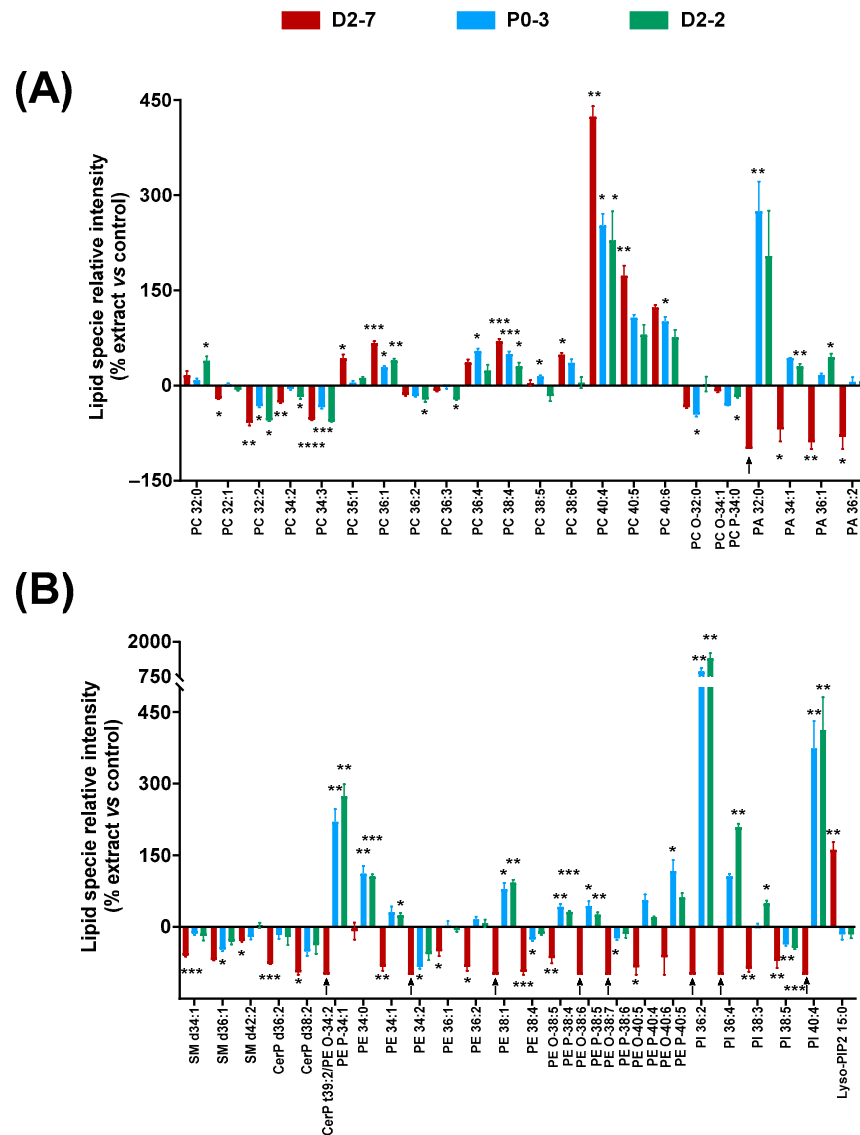 D2-7 P0-3 D2-2
(A)
Lipid specie relative intensity
(% extract vs control)
450
300
150
0
–150
** ** * * ** * * *** * ** * *** *** * * * * * ** *
* ** * * ** * **** *** * * * * * ** *
PC 32:0 PC 32:1 PC 32:2 PC 34:2 PC 34:3 PC 35:1 PC 36:1 PC 36:2 PC 36:3 PC 36:4 PC 38:4 PC 38:5 PC 38:6 PC 40:4 PC 40:5 PC 40:6 PC O-32:0 PC O-34:1 PC P-34:0 PA 32:0 PA 34:1 PA 36:1 PA 36:2
(B)
Lipid specie relative intensity
(% extract vs control)
2000
750
450
300
150
0
** ** ** ** ** *** * * ** ** *** * ** * ** * ** ** * ** ** **
*** * * *** * ** * * * *** * * * * ** ** ** ***
SM d34:1 SM d36:1 SM d42:2 CerP d36:2 CerP d38:2 CerP t39:2/PE O-34:2 PE P-34:1 PE 34:0 PE 34:1 PE 34:2 PE 36:1 PE 36:2 PE 38:1 PE 38:4 PE O-38:5 PE P-38:4 PE O-38:6 PE P-38:5 PE O-38:7 PE P-38:6 PE O-40:5 PE P-40:4 PE O-40:6 PE P-40:5 PI 36:2 PI 36:4 PI 38:3 PI 38:5 PI 40:4 Lyso-PIP2 15:0